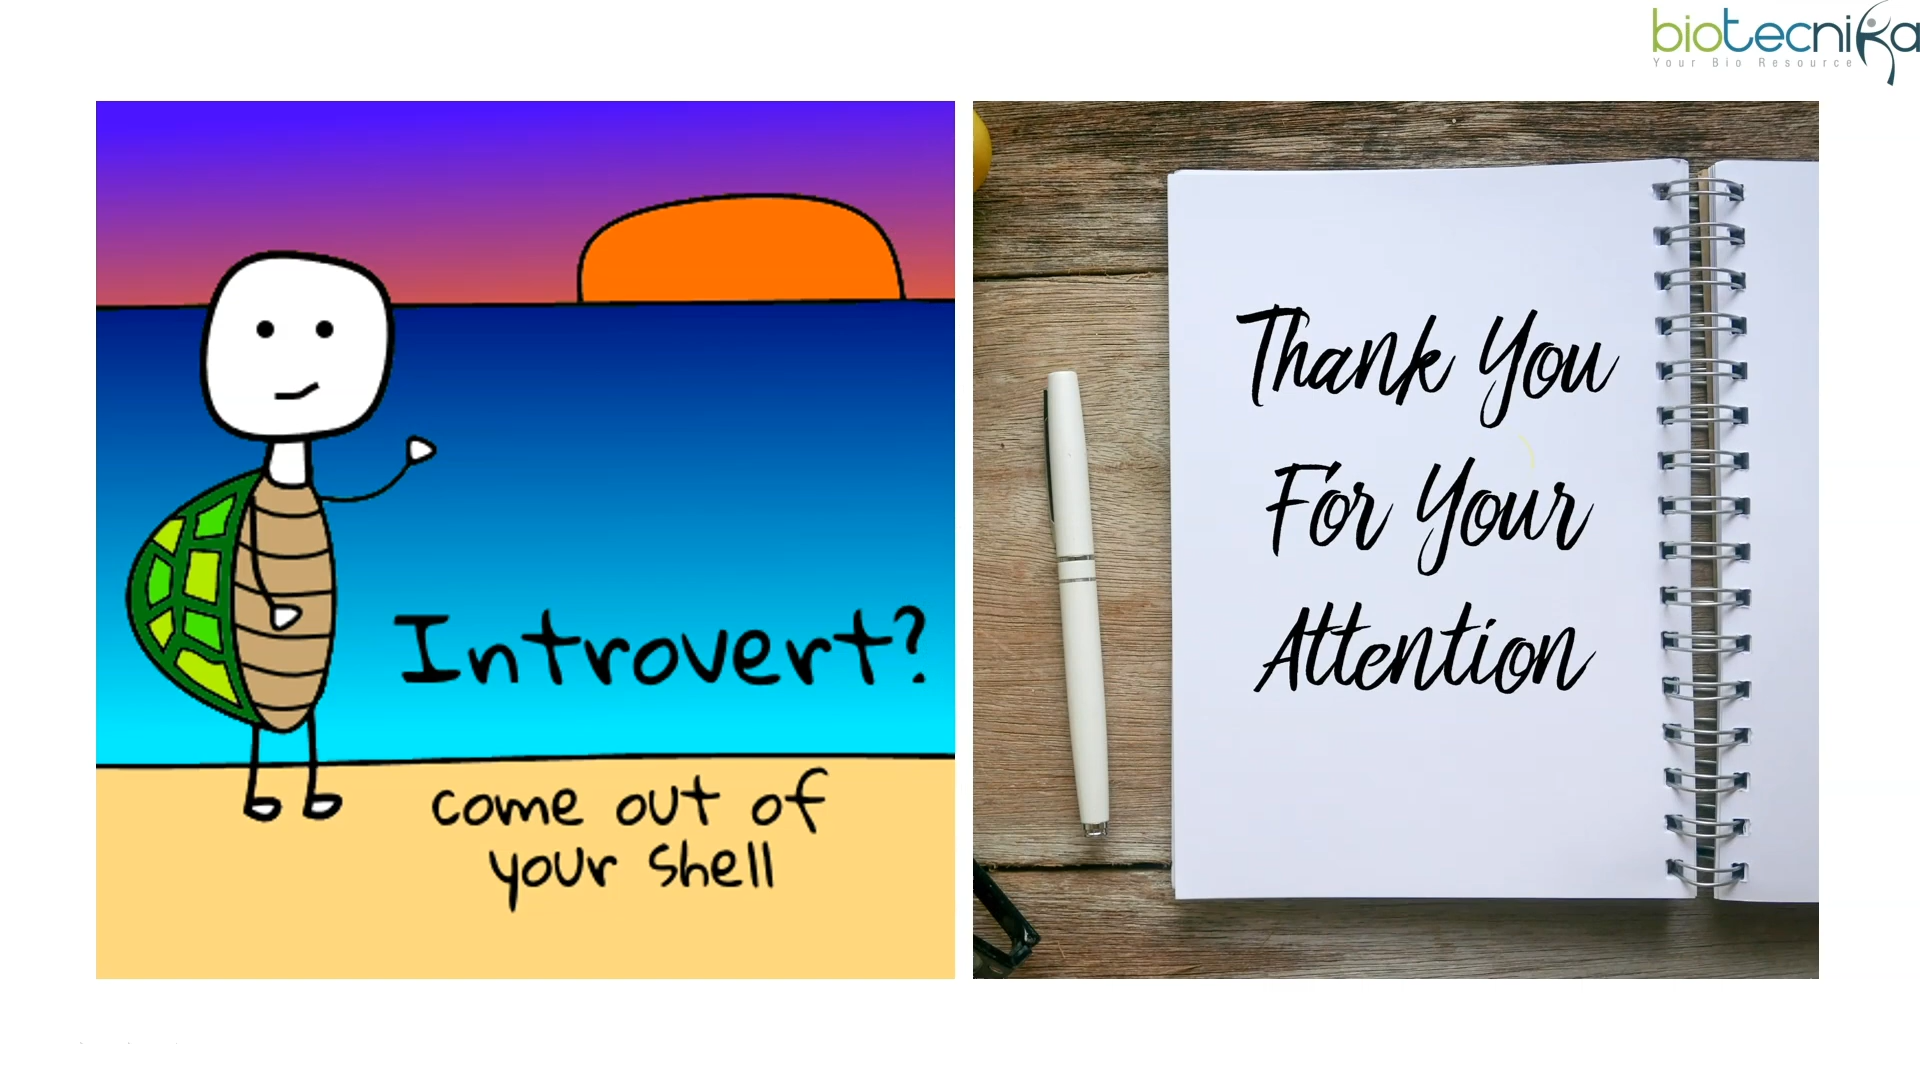 biotecnika
Your Bio Resource
Introvert?
come out of
your shell
Thank You
For Your
Attention